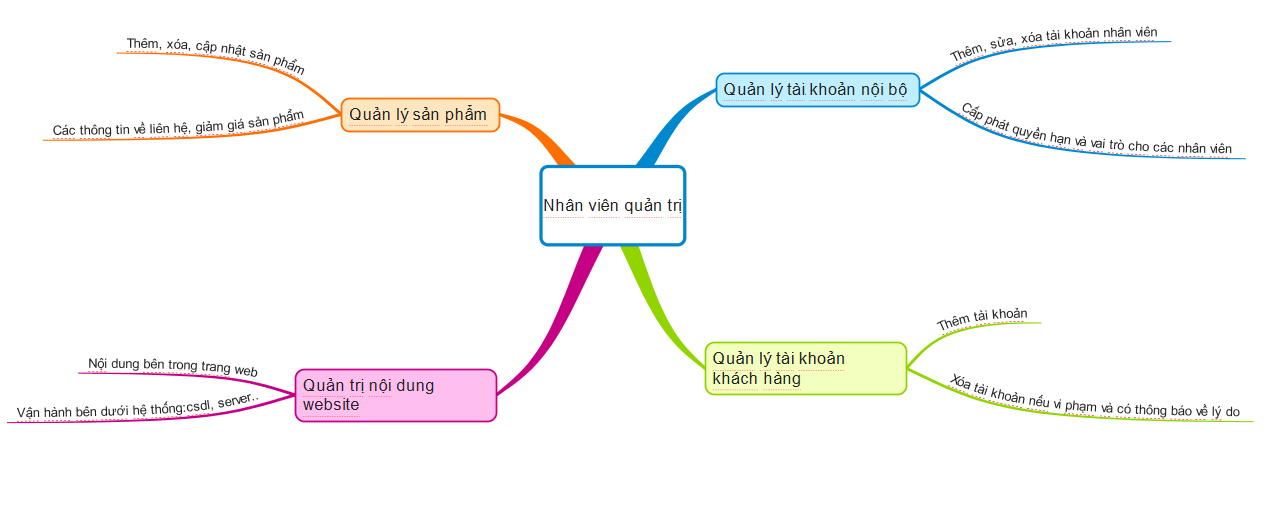 Thêm, xóa, cập nhật sản phẩm
Các thông tin về liên hệ, giảm giá sản phẩm
Quản lý sản phẩm
Quản lý tài khoản nội bộ
Thêm, sửa, xóa tài khoản nhân viên
Cấp phát quyền hạn và vai trò cho các nhân viên
Nhân viên quản trị
Nội dung bên trong trang web
Vận hành bên dưới hệ thống:csdl, server..
Quản trị nội dung
website
Quản lý tài khoản
khách hàng
Thêm tài khoản
Xóa tài khoản nếu vi phạm và có thông báo về lý do